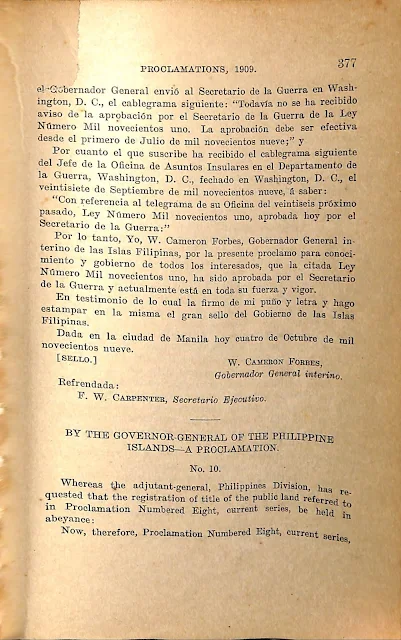 PROCLAMATIONS, 1909. 377
el Gobernador General envió al Secretario de la Guerra en Wash-
ington, D. C., el cablegrama siguiente: "Todavía no se ha recibido
aviso de la aprobación por el Secretario de la Guerra de la Ley
Número Mil novecientos uno. La aprobación debe ser efectiva
desde el primero de Julio de mil novecientos nueve;" y
Por cuanto el que suscribe ha recibido el cablegrama siguiente
del Jefe de la Oficina de Asuntos Insulares en el Departamento de
la Guerra, Washington, D. C., fechado en Washington, D. C., el
veintisiete de Septiembre de mil novecientos nueve, á saber:
"Con referencia al telegrama de su Oficina del veintiseis próximo
pasado, Ley Número Mil novecientos uno, aprobada hoy por el
Secretario de la Guerra:"
Por lo tanto, Yo, W. Cameron Forbes, Gobernador General in-
terino de las Islas Filipinas, por la presente proclamo para conoci-
miento y gobierno de todos los interesados, que la citada Ley
Número Mil novecientos uno, ha sido aprobada por el Secretario
de la Guerra y actualmente está en toda su fuerza y vigor.
En testimonio de lo cual la firmo de mi puño y letra y hago
estampar en la misma el gran sello del Gobierno de las Islas
Filipinas.
Dada en la ciudad de Manila hoy cuatro de Octubre de mil
novecientos nueve.
[SELLO.] W. CAMERON FORBES,
Gobernador General interino.
Refrendada:
F. W. CARPENTER, Secretario Ejecutivo.
BY THE GOVERNOR-GENERAL OF THE PHILIPPINE
ISLANDS—A PROCLAMATION.
No. 10.
Whereas the adjutant-general, Philippines Division, has re-
quested that the registration of title of the public land referred to
in Proclamation Numbered Eight, current series, be held in
abeyance:
Now, therefore, Proclamation Numbered Eight, current series,